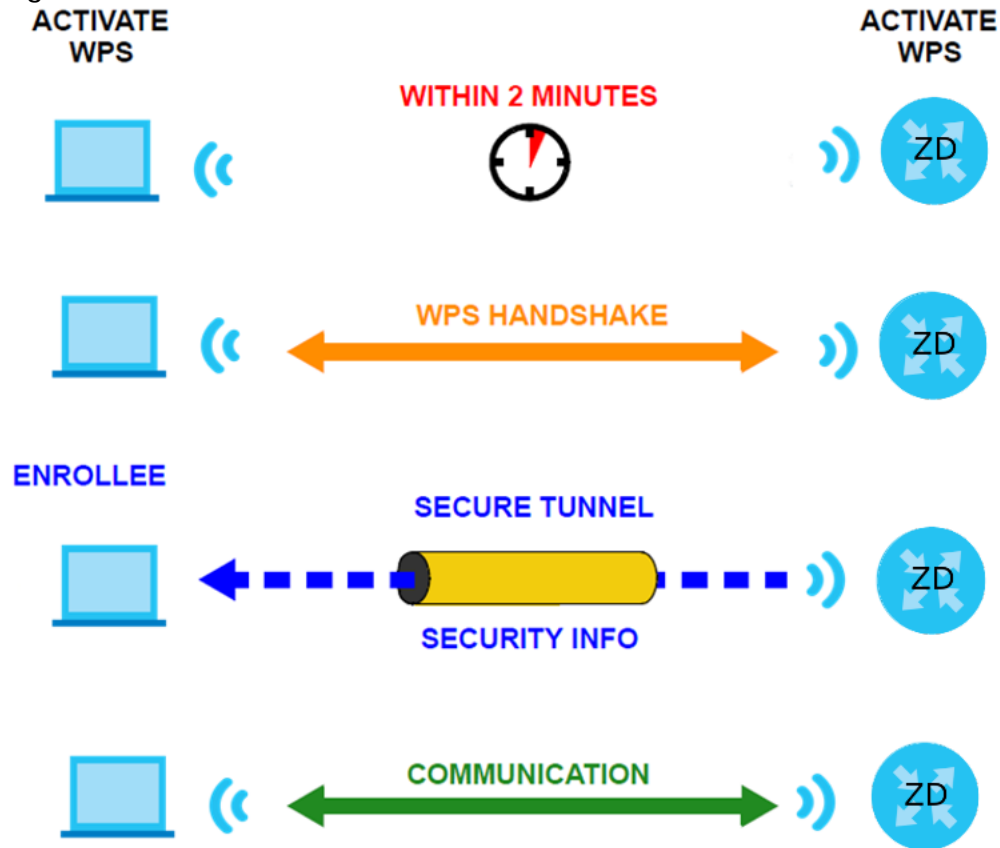 ACTIVATE
WPS
ACTIVATE
WPS
WITHIN 2 MINUTES
ZD
WPS HANDSHAKE
ZD
ENROLLEE
SECURE TUNNEL
ZD
SECURITY INFO
COMMUNICATION
ZD